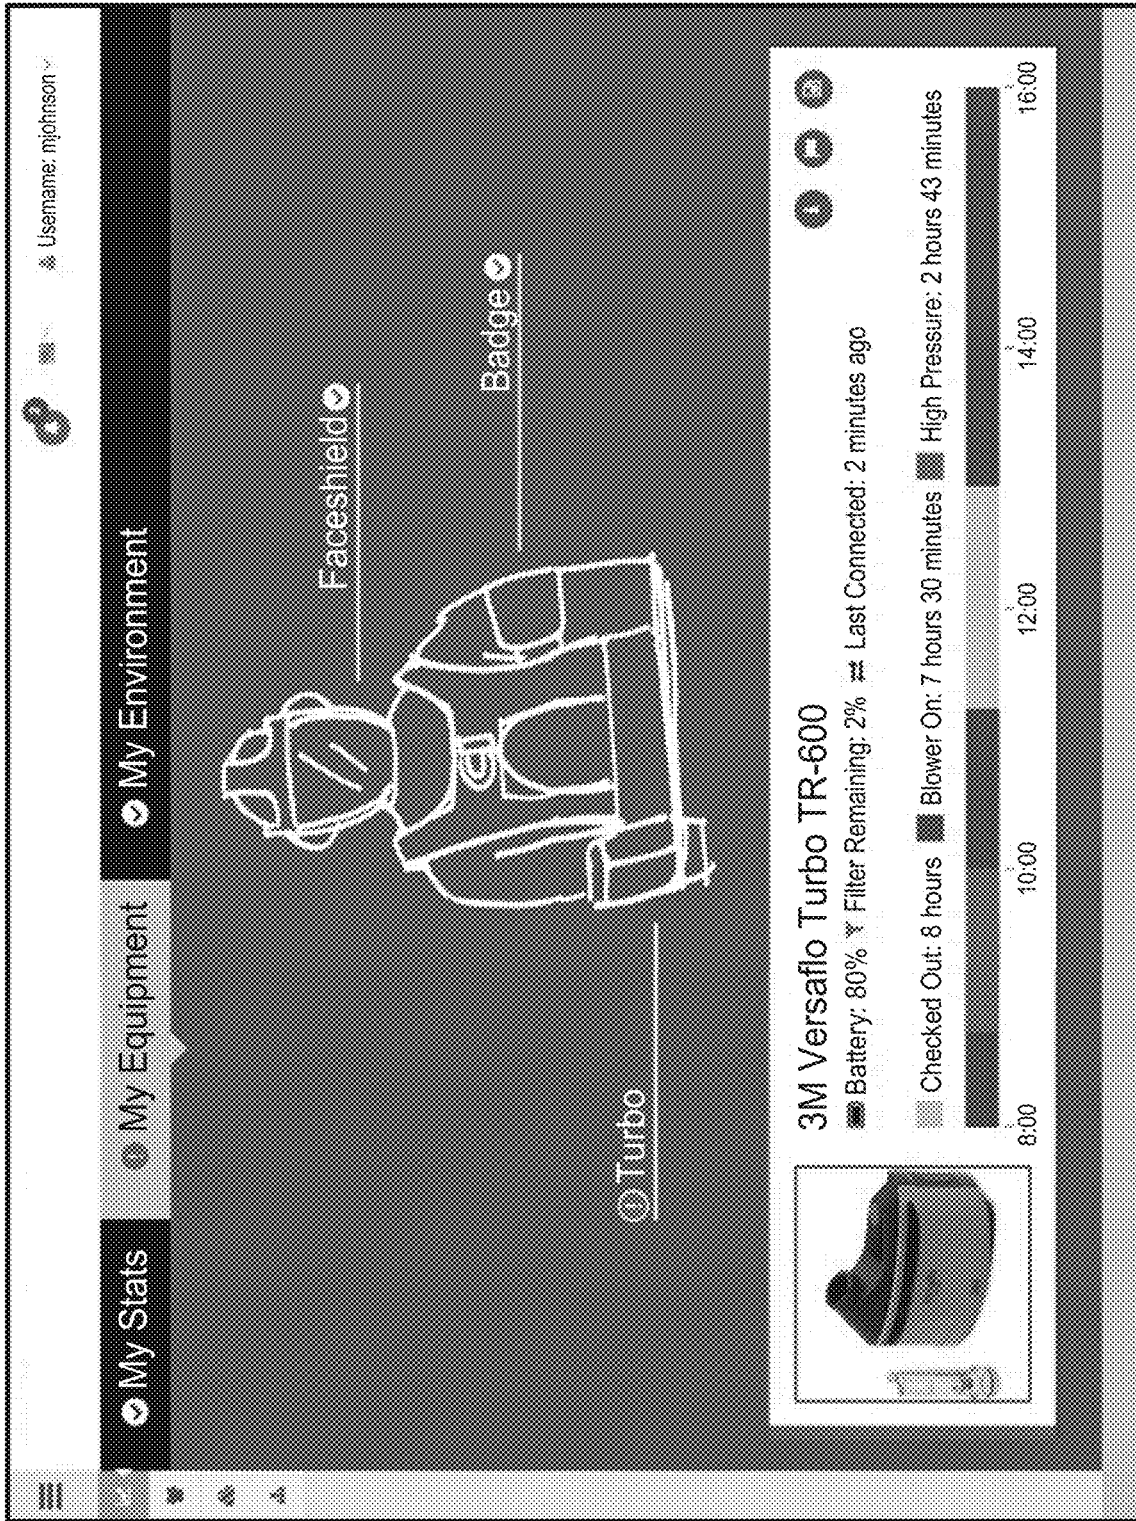 Username: mjohnson
My Stats
My Equipment
My Environment
Faceshield
Badge
Turbo
3M Versaflo Turbo TR-600
Battery: 80% Filter Remaining: 2% Last Connected: 2 minutes ago
Checked Out: 8 hours Blower On: 7 hours 30 minutes High Pressure: 2 hours 43 minutes
8:00 10:00 12:00 14:00 16:00